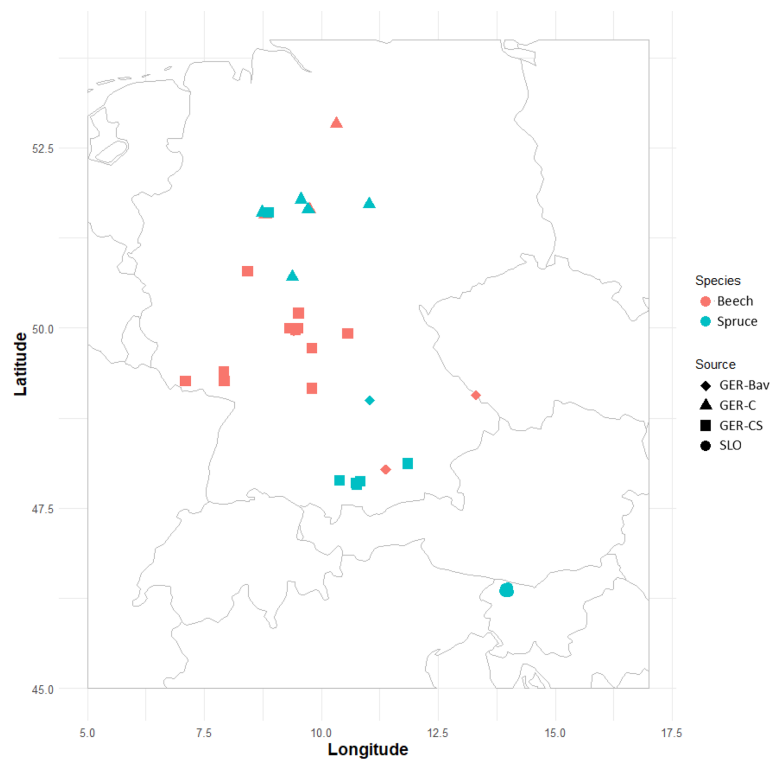 52.5
50.0
47.5
45.0
Latitude
5.0 7.5 10.0 12.5 15.0 17.5
Longitude
Species
Beech
Spruce
Source
GER-Bav
GER-C
GER-CS
SLO